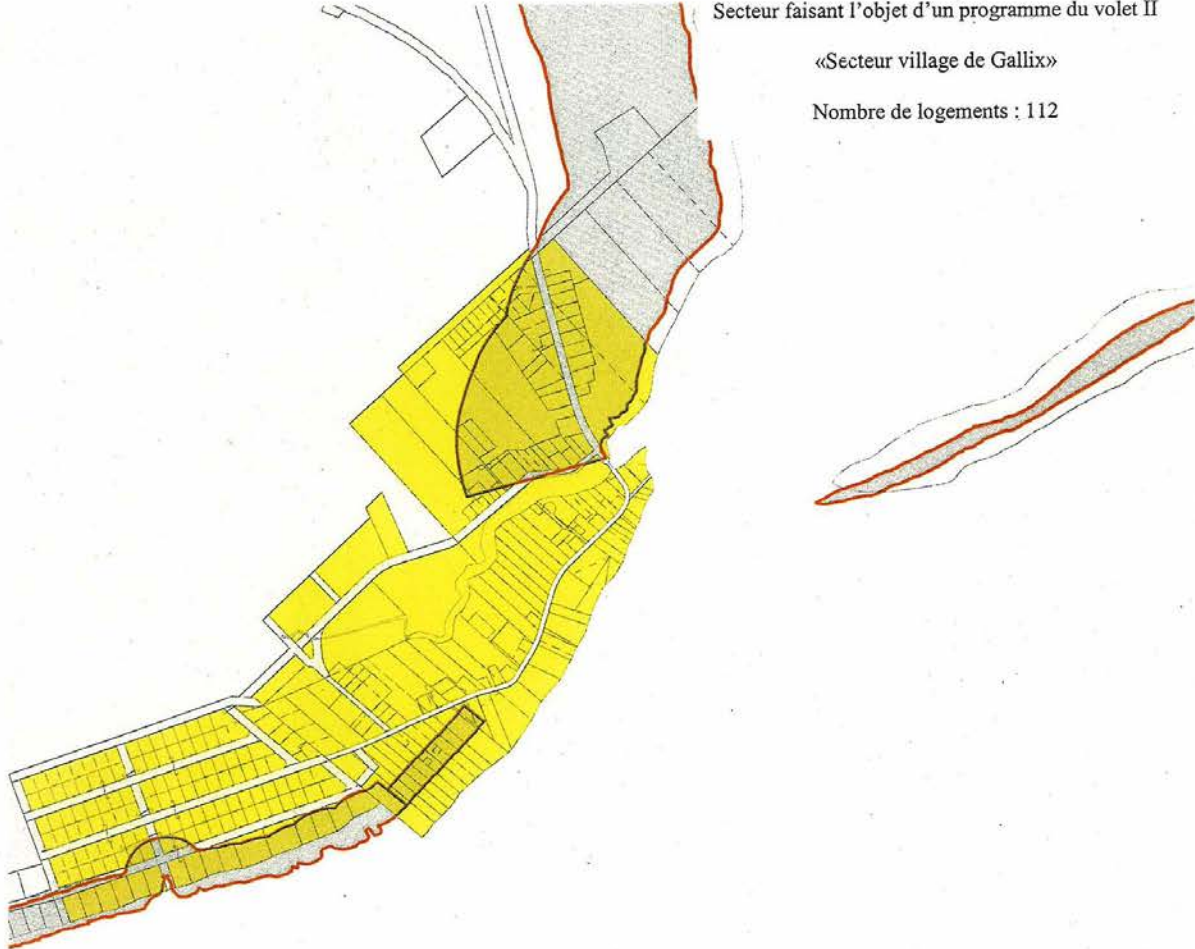 Secteur faisant l'objet d'un programme du volet II
«Secteur village de Gallix»
Nombre de logements : 112